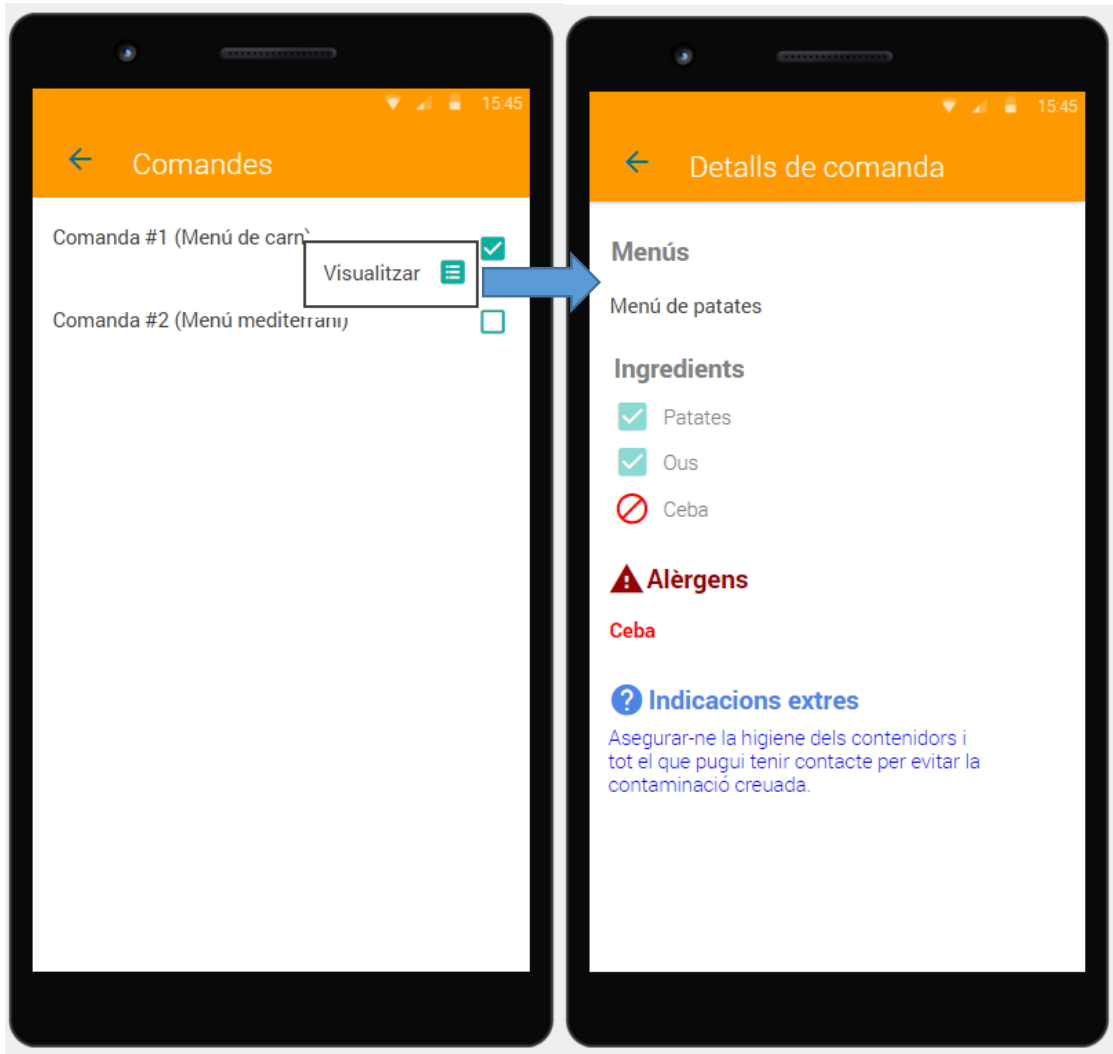 15:45
Comandes
Comanda #1 (Menú de carn)
Visualitzar
Comanda #2 (Menú mediterrani)
15:45
Detalls de comanda
Menús
Menú de patates
Ingredients
Patates
Ous
Ceba
Alèrgens
Ceba
Indicacions extres
Asegurar-ne la higiene dels contenidors i
tot el que pugui tenir contacte per evitar la
contaminació creuada.